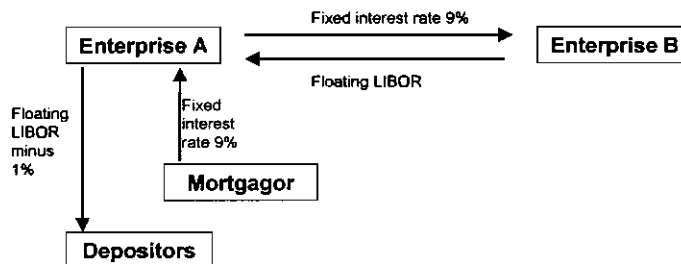 Fixed interest rate 9%
Enterprise A
Enterprise B
Floating LIBOR
Floating
LIBOR
minus
1%
Fixed
interest
rate 9%
Mortgagor
Depositors